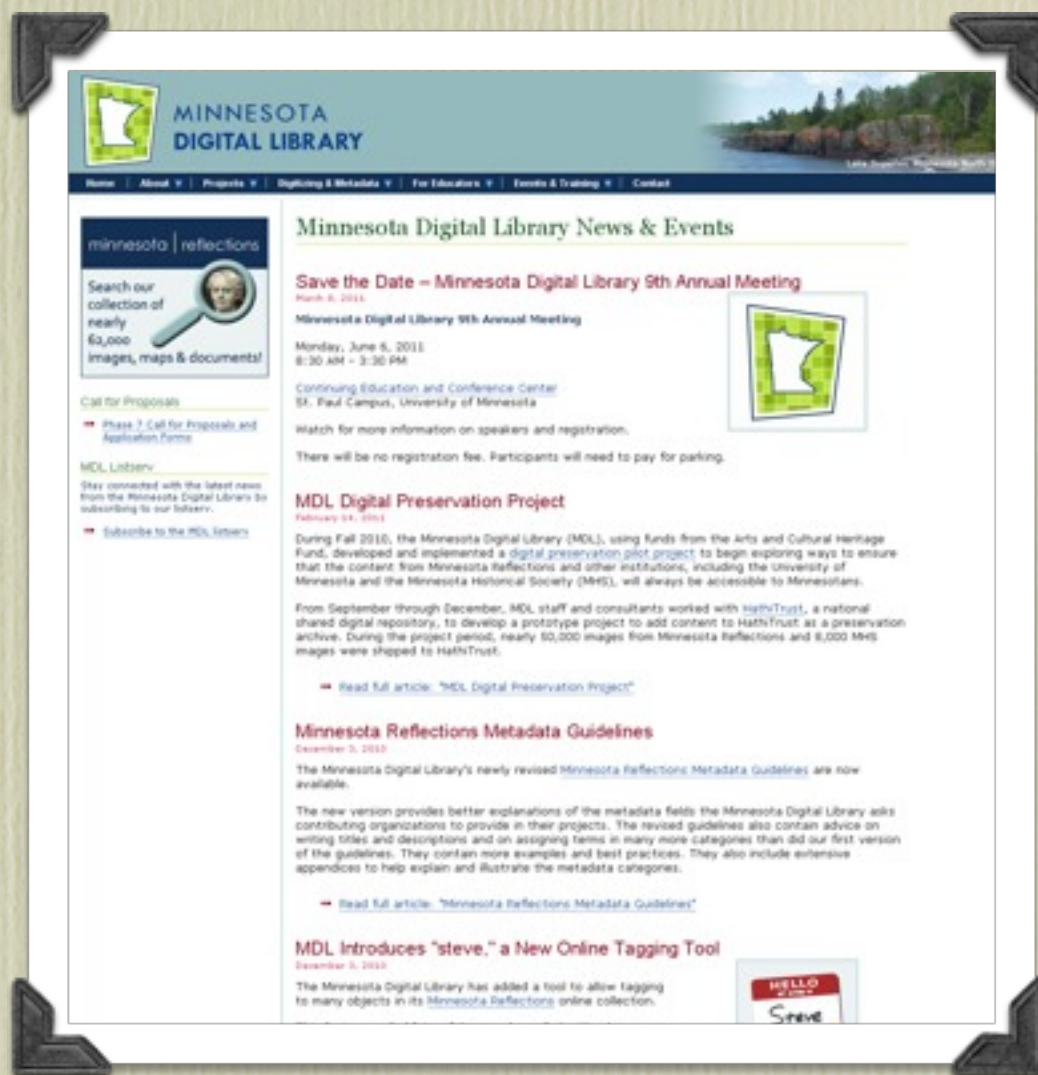 MINNESOTA
DIGITAL LIBRARY
Lake Superior, Minnesota North
Home | About | Projects | Digitizing & Metadata | For Educators | Events & Training | Contact
minnesota | reflections
Search our
collection of
nearly
62,000
images, maps & documents!
Call for Proposals
Phase 7 Call for Proposals and
Application Forms
MDL Listserv
Stay connected with the latest news
from the Minnesota Digital Library by
subscribing to our listserv.
Subscribe to the MDL listserv
Minnesota Digital Library News & Events
Save the Date – Minnesota Digital Library 9th Annual Meeting
March 8, 2011
Minnesota Digital Library 9th Annual Meeting
Monday, June 6, 2011
8:30 AM – 3:30 PM
Continuing Education and Conference Center
St. Paul Campus, University of Minnesota
Watch for more information on speakers and registration.
There will be no registration fee. Participants will need to pay for parking.
MDL Digital Preservation Project
February 14, 2011
During Fall 2010, the Minnesota Digital Library (MDL), using funds from the Arts and Cultural Heritage
Fund, developed and implemented a digital preservation pilot project to begin exploring ways to ensure
that the content from Minnesota Reflections and other institutions, including the University of
Minnesota and the Minnesota Historical Society (MHS), will always be accessible to Minnesotans.
From September through December, MDL staff and consultants worked with HathiTrust, a national
shared digital repository, to develop a prototype project to add content to HathiTrust as a preservation
archive. During the project period, nearly 50,000 images from Minnesota Reflections and 8,000 MHS
images were shipped to HathiTrust.
Read full article: "MDL Digital Preservation Project"
Minnesota Reflections Metadata Guidelines
December 3, 2010
The Minnesota Digital Library's newly revised Minnesota Reflections Metadata Guidelines are now
available.
The new version provides better explanations of the metadata fields the Minnesota Digital Library asks
contributing organizations to provide in their projects. The revised guidelines also contain advice on
writing titles and descriptions and on assigning terms in many more categories than did our first version
of the guidelines. They contain more examples and best practices. They also include extensive
appendices to help explain and illustrate the metadata categories.
Read full article: "Minnesota Reflections Metadata Guidelines"
MDL Introduces "steve," a New Online Tagging Tool
December 3, 2010
The Minnesota Digital Library has added a tool to allow tagging
to many objects in its Minnesota Reflections online collection.
HELLO
Steve